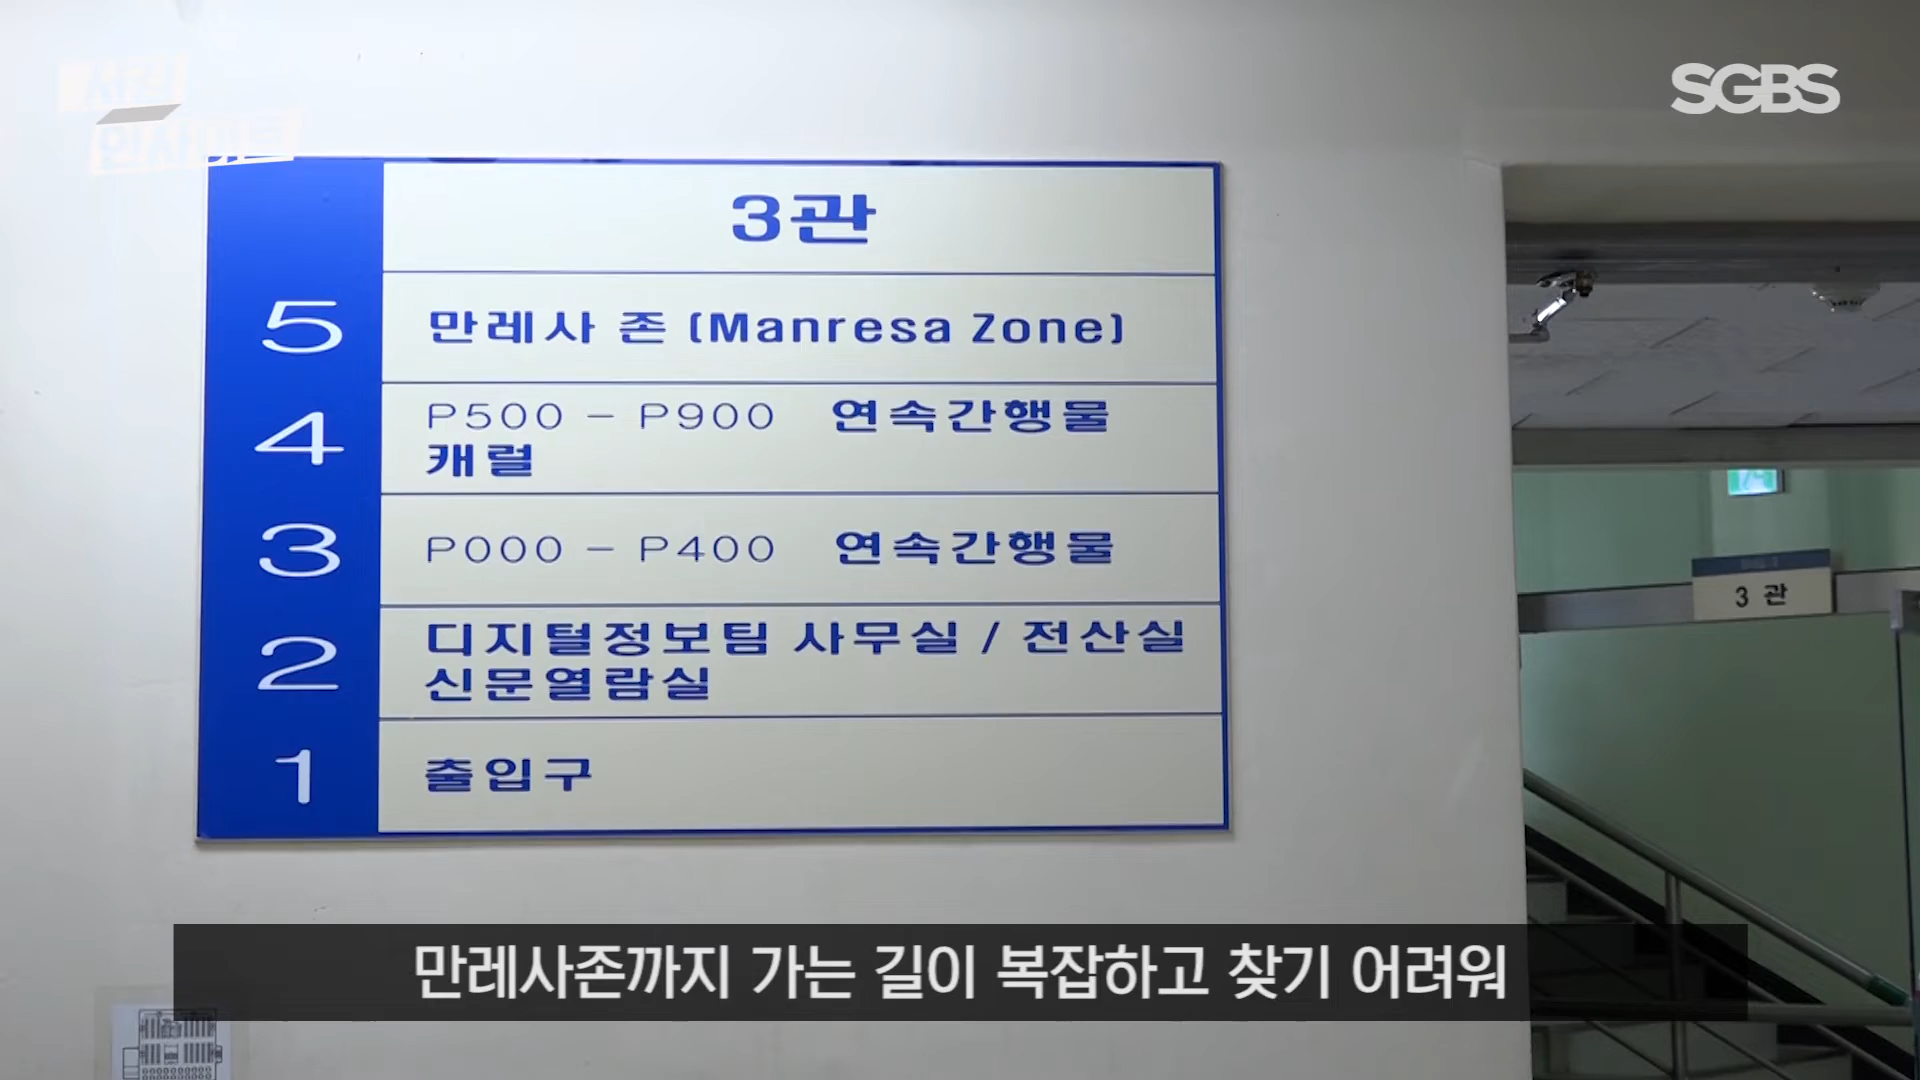 SGBS
3관
5 만레사 존 (Manresa Zone)
4 P500 - P900 연속간행물
캐럴
3 P000 - P400 연속간행물
2 디지털정보팀 사무실 / 전산실
신문열람실
1 출입구
3 관
만레사존까지 가는 길이 복잡하고 찾기 어려워